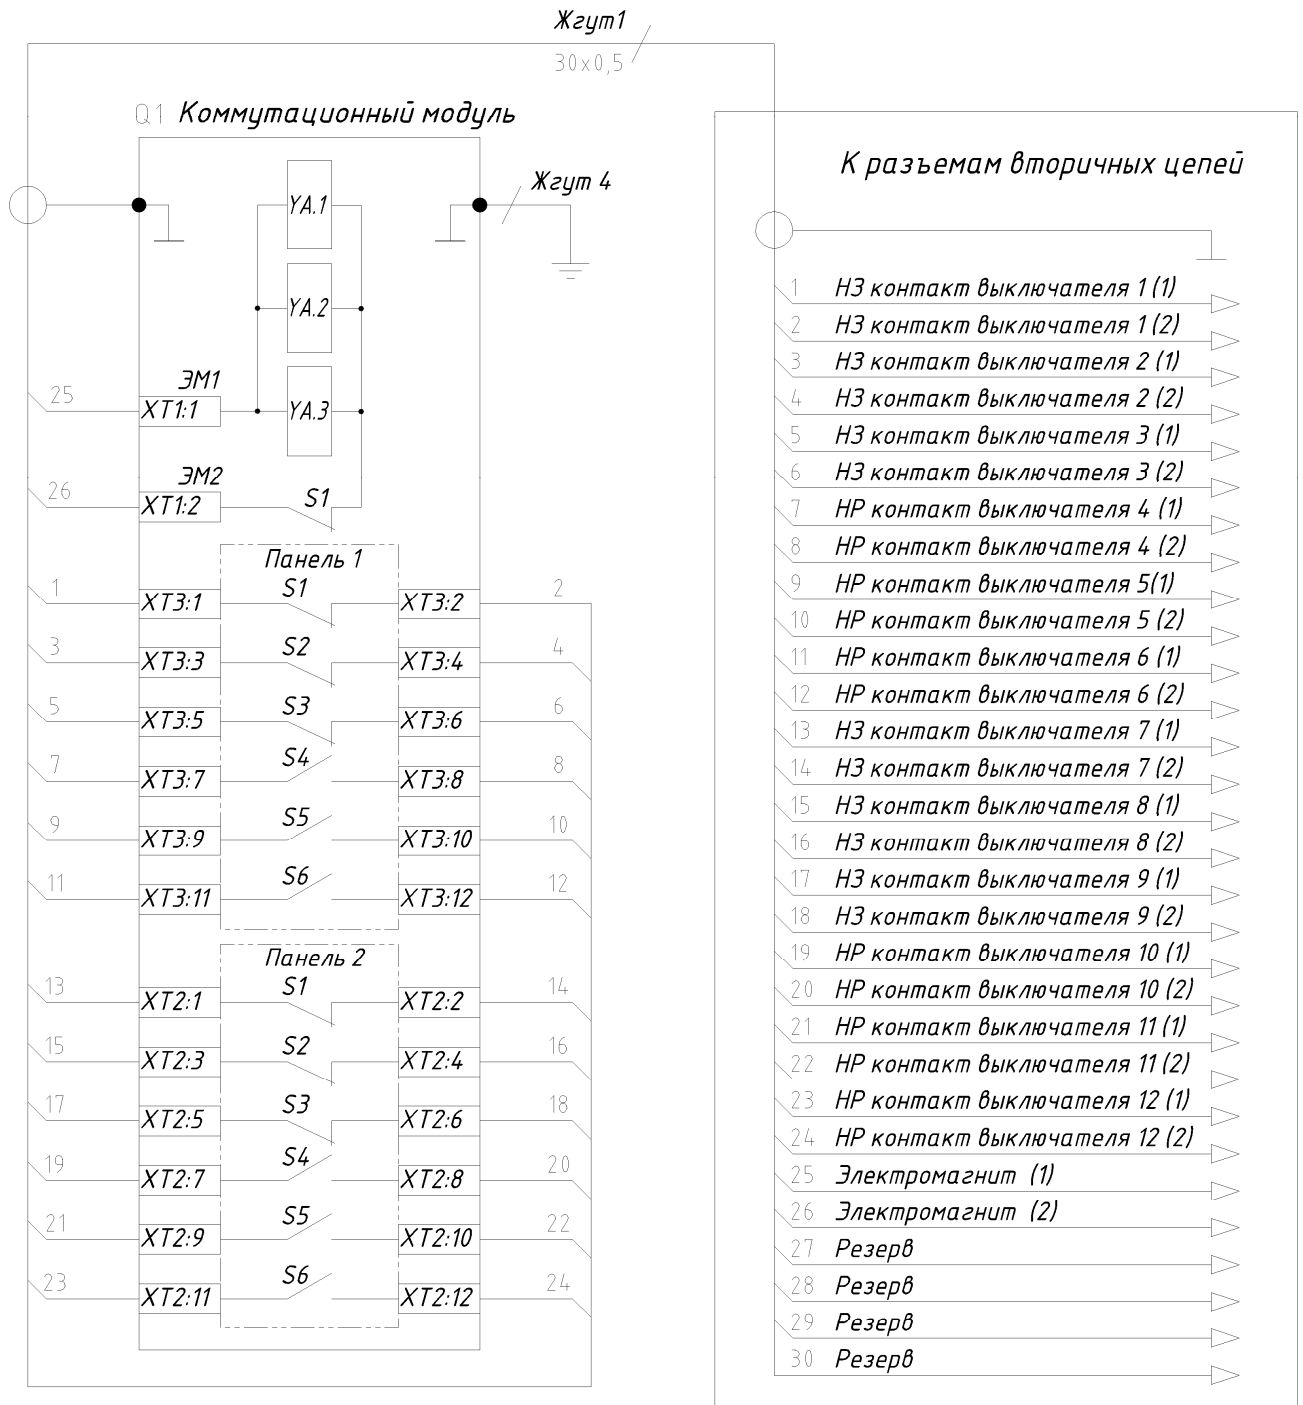 Жгут1
30х0,5
Q1 Коммутационный модуль
Жгут 4
YA.1
YA.2
25
ЭМ1
XT1:1
YA.3
26
ЭМ2
XT1:2
S1
Панель 1
1
XT3:1
S1
XT3:2
2
3
XT3:3
S2
XT3:4
4
5
XT3:5
S3
XT3:6
6
7
XT3:7
S4
XT3:8
8
9
XT3:9
S5
XT3:10
10
11
XT3:11
S6
XT3:12
12
Панель 2
13
XT2:1
S1
XT2:2
14
15
XT2:3
S2
XT2:4
16
17
XT2:5
S3
XT2:6
18
19
XT2:7
S4
XT2:8
20
21
XT2:9
S5
XT2:10
22
23
XT2:11
S6
XT2:12
24
К разъемам вторичных цепей
1 НЗ контакт выключателя 1 (1)
2 НЗ контакт выключателя 1 (2)
3 НЗ контакт выключателя 2 (1)
4 НЗ контакт выключателя 2 (2)
5 НЗ контакт выключателя 3 (1)
6 НЗ контакт выключателя 3 (2)
7 НР контакт выключателя 4 (1)
8 НР контакт выключателя 4 (2)
9 НР контакт выключателя 5(1)
10 НР контакт выключателя 5 (2)
11 НР контакт выключателя 6 (1)
12 НР контакт выключателя 6 (2)
13 НЗ контакт выключателя 7 (1)
14 НЗ контакт выключателя 7 (2)
15 НЗ контакт выключателя 8 (1)
16 НЗ контакт выключателя 8 (2)
17 НЗ контакт выключателя 9 (1)
18 НЗ контакт выключателя 9 (2)
19 НР контакт выключателя 10 (1)
20 НР контакт выключателя 10 (2)
21 НР контакт выключателя 11 (1)
22 НР контакт выключателя 11 (2)
23 НР контакт выключателя 12 (1)
24 НР контакт выключателя 12 (2)
25 Электромагнит (1)
26 Электромагнит (2)
27 Резерв
28 Резерв
29 Резерв
30 Резерв